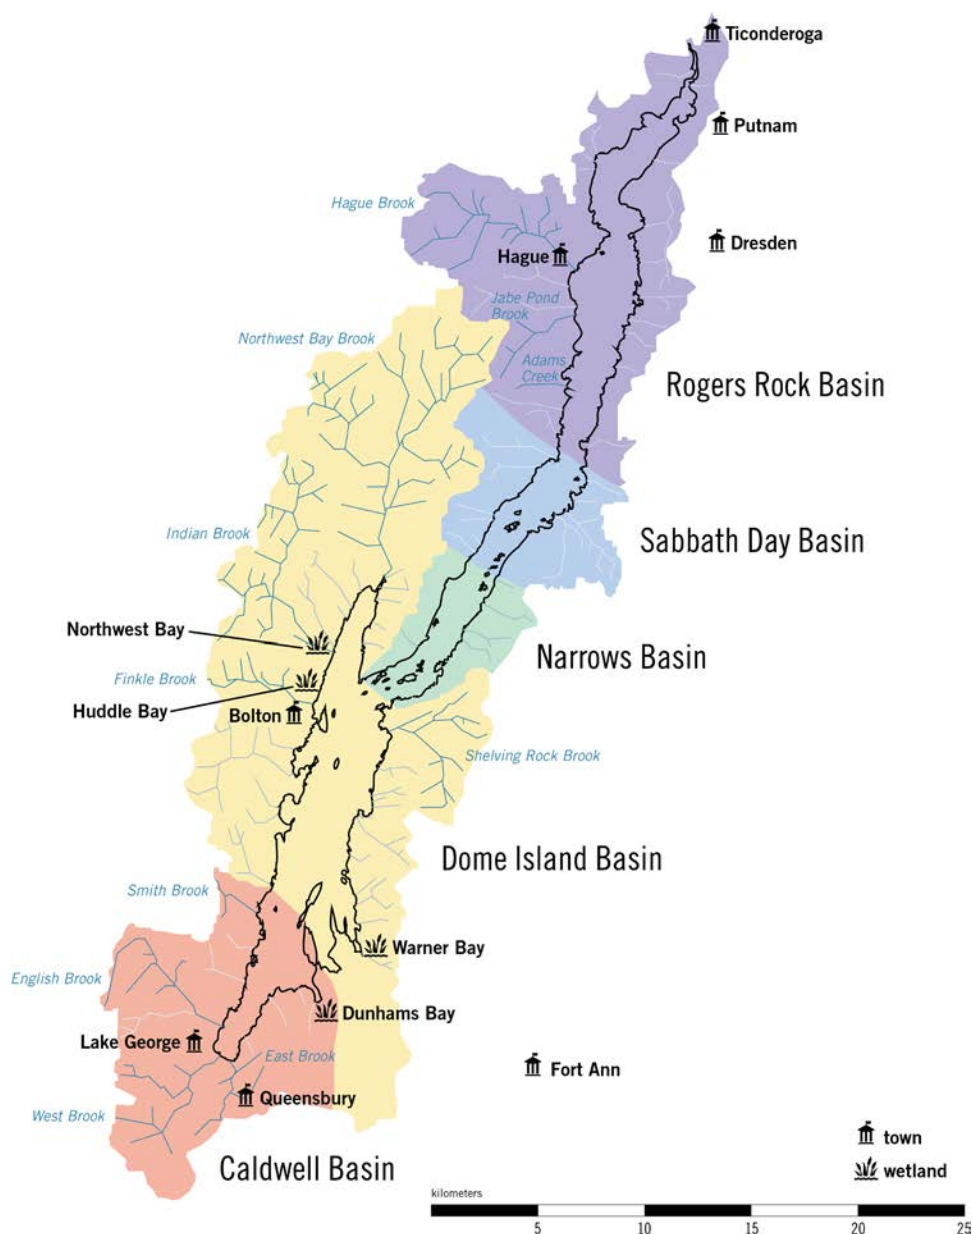 Ticonderoga
Putnam
Hague Brook
Dresden
Hague
Jabe Pond
Brook
Northwest Bay Brook
Adams
Creek
Rogers Rock Basin
Indian Brook
Sabbath Day Basin
Northwest Bay
Narrows Basin
Finkle Brook
Huddle Bay
Bolton
Shelving Rock Brook
Dome Island Basin
Smith Brook
Warner Bay
English Brook
Dunhams Bay
Lake George
East Brook
Fort Ann
Queensbury
West Brook
town
Caldwell Basin
wetland
kilometers
5 10 15 20 25